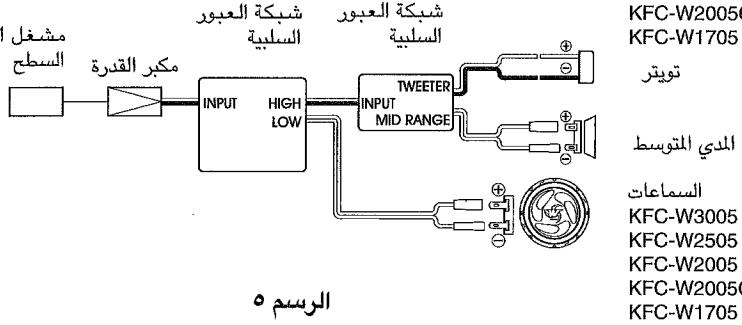 KFC-W2005
KFC-W1705
شبكة العبور
السلبية
شبكة العبور
السلبية
مشغل
السطح
مكبر القدرة
INPUT
HIGH
LOW
INPUT
TWEETER
MID RANGE
⊕
⊖
تويتر
⊕
⊖
المدي المتوسط
⊕
⊖
السماعات
KFC-W3005
KFC-W2505
KFC-W2005
KFC-W2005
KFC-W1705
الرسم ٥